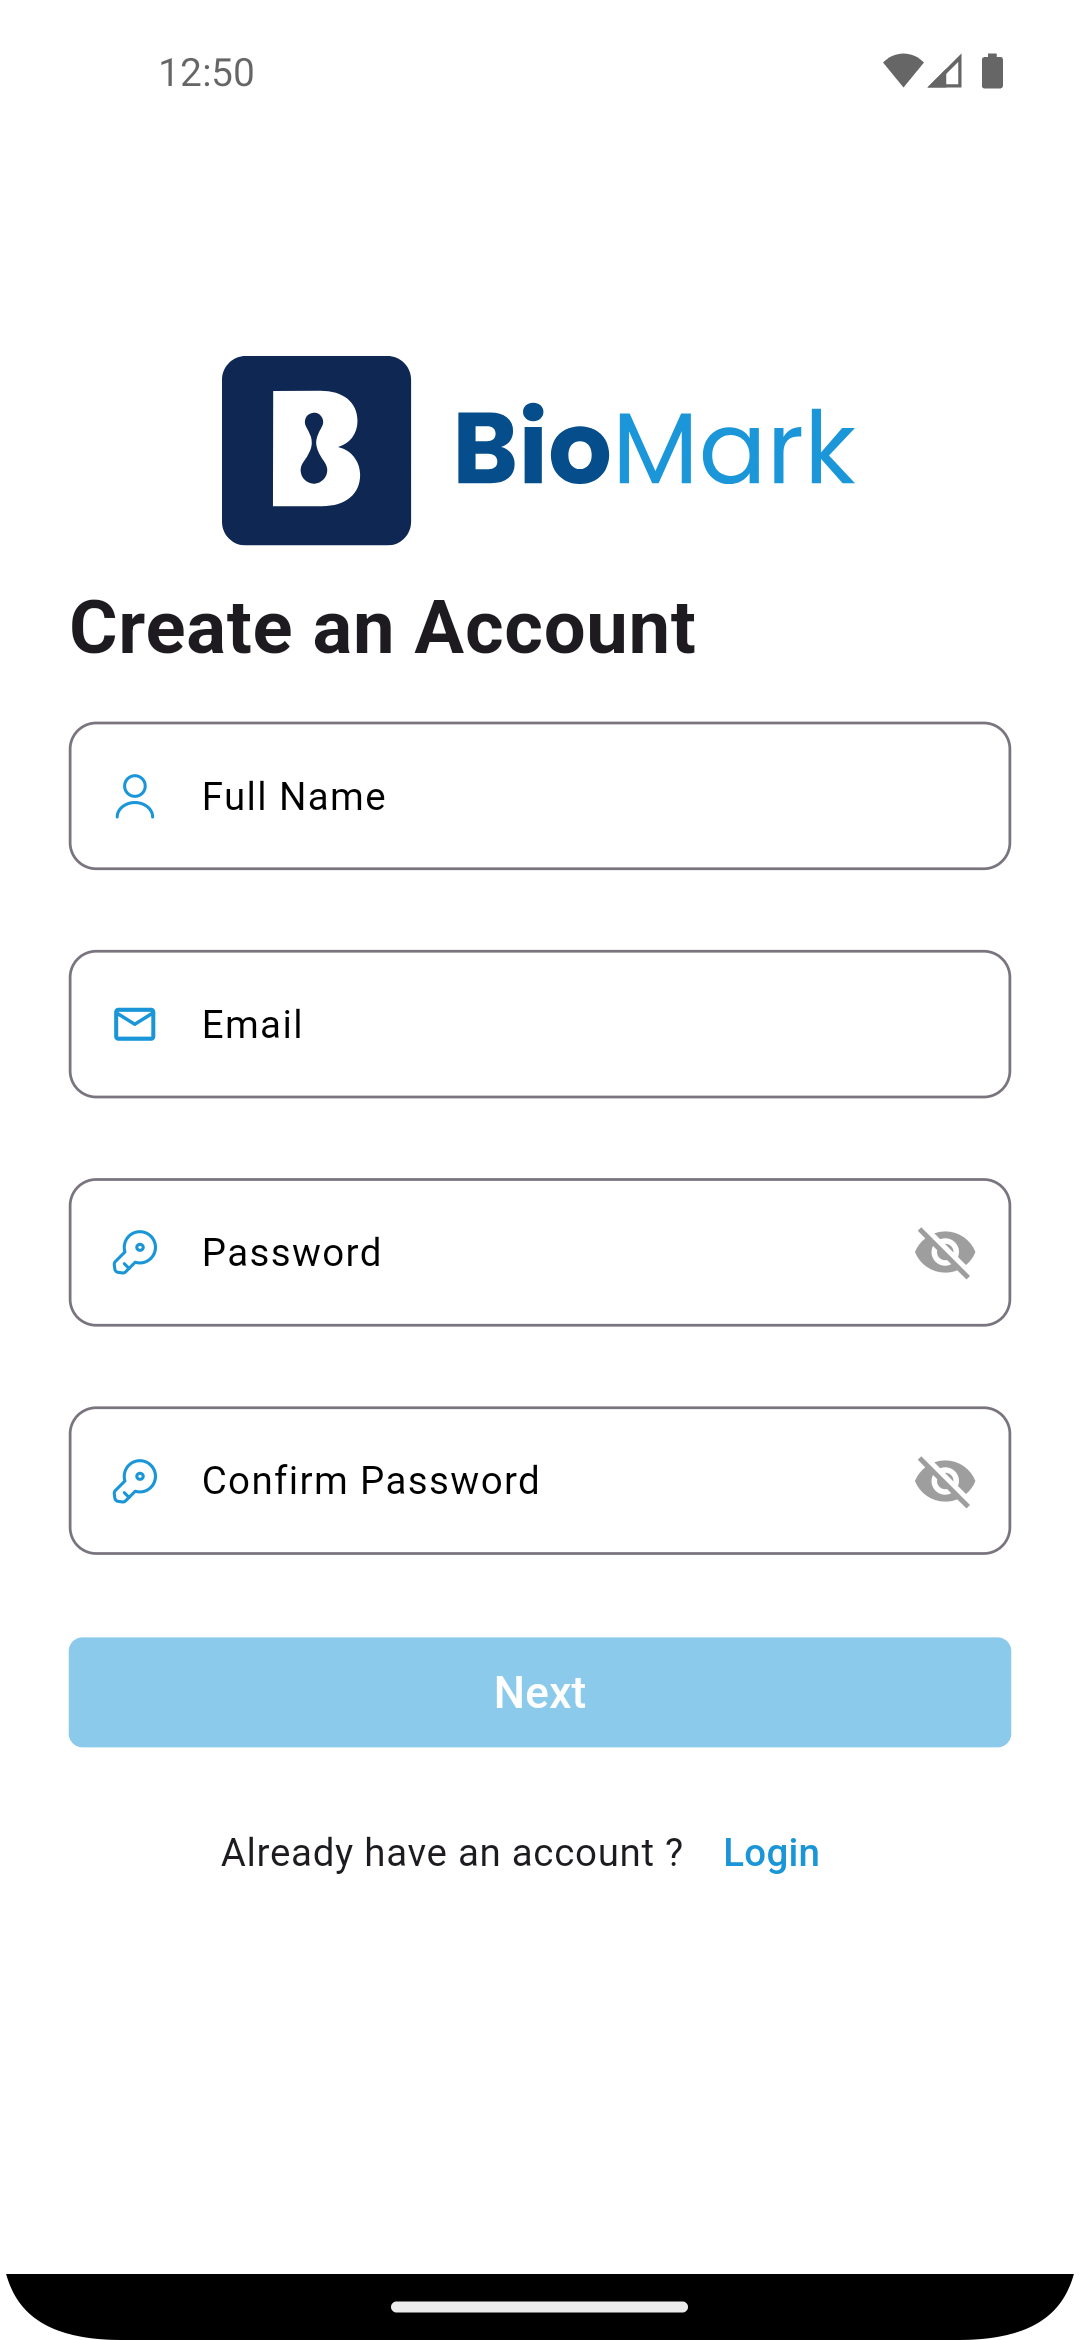 12:50
B BioMark
Create an Account
Full Name
Email
Password
Confirm Password
Next
Already have an account ? Login